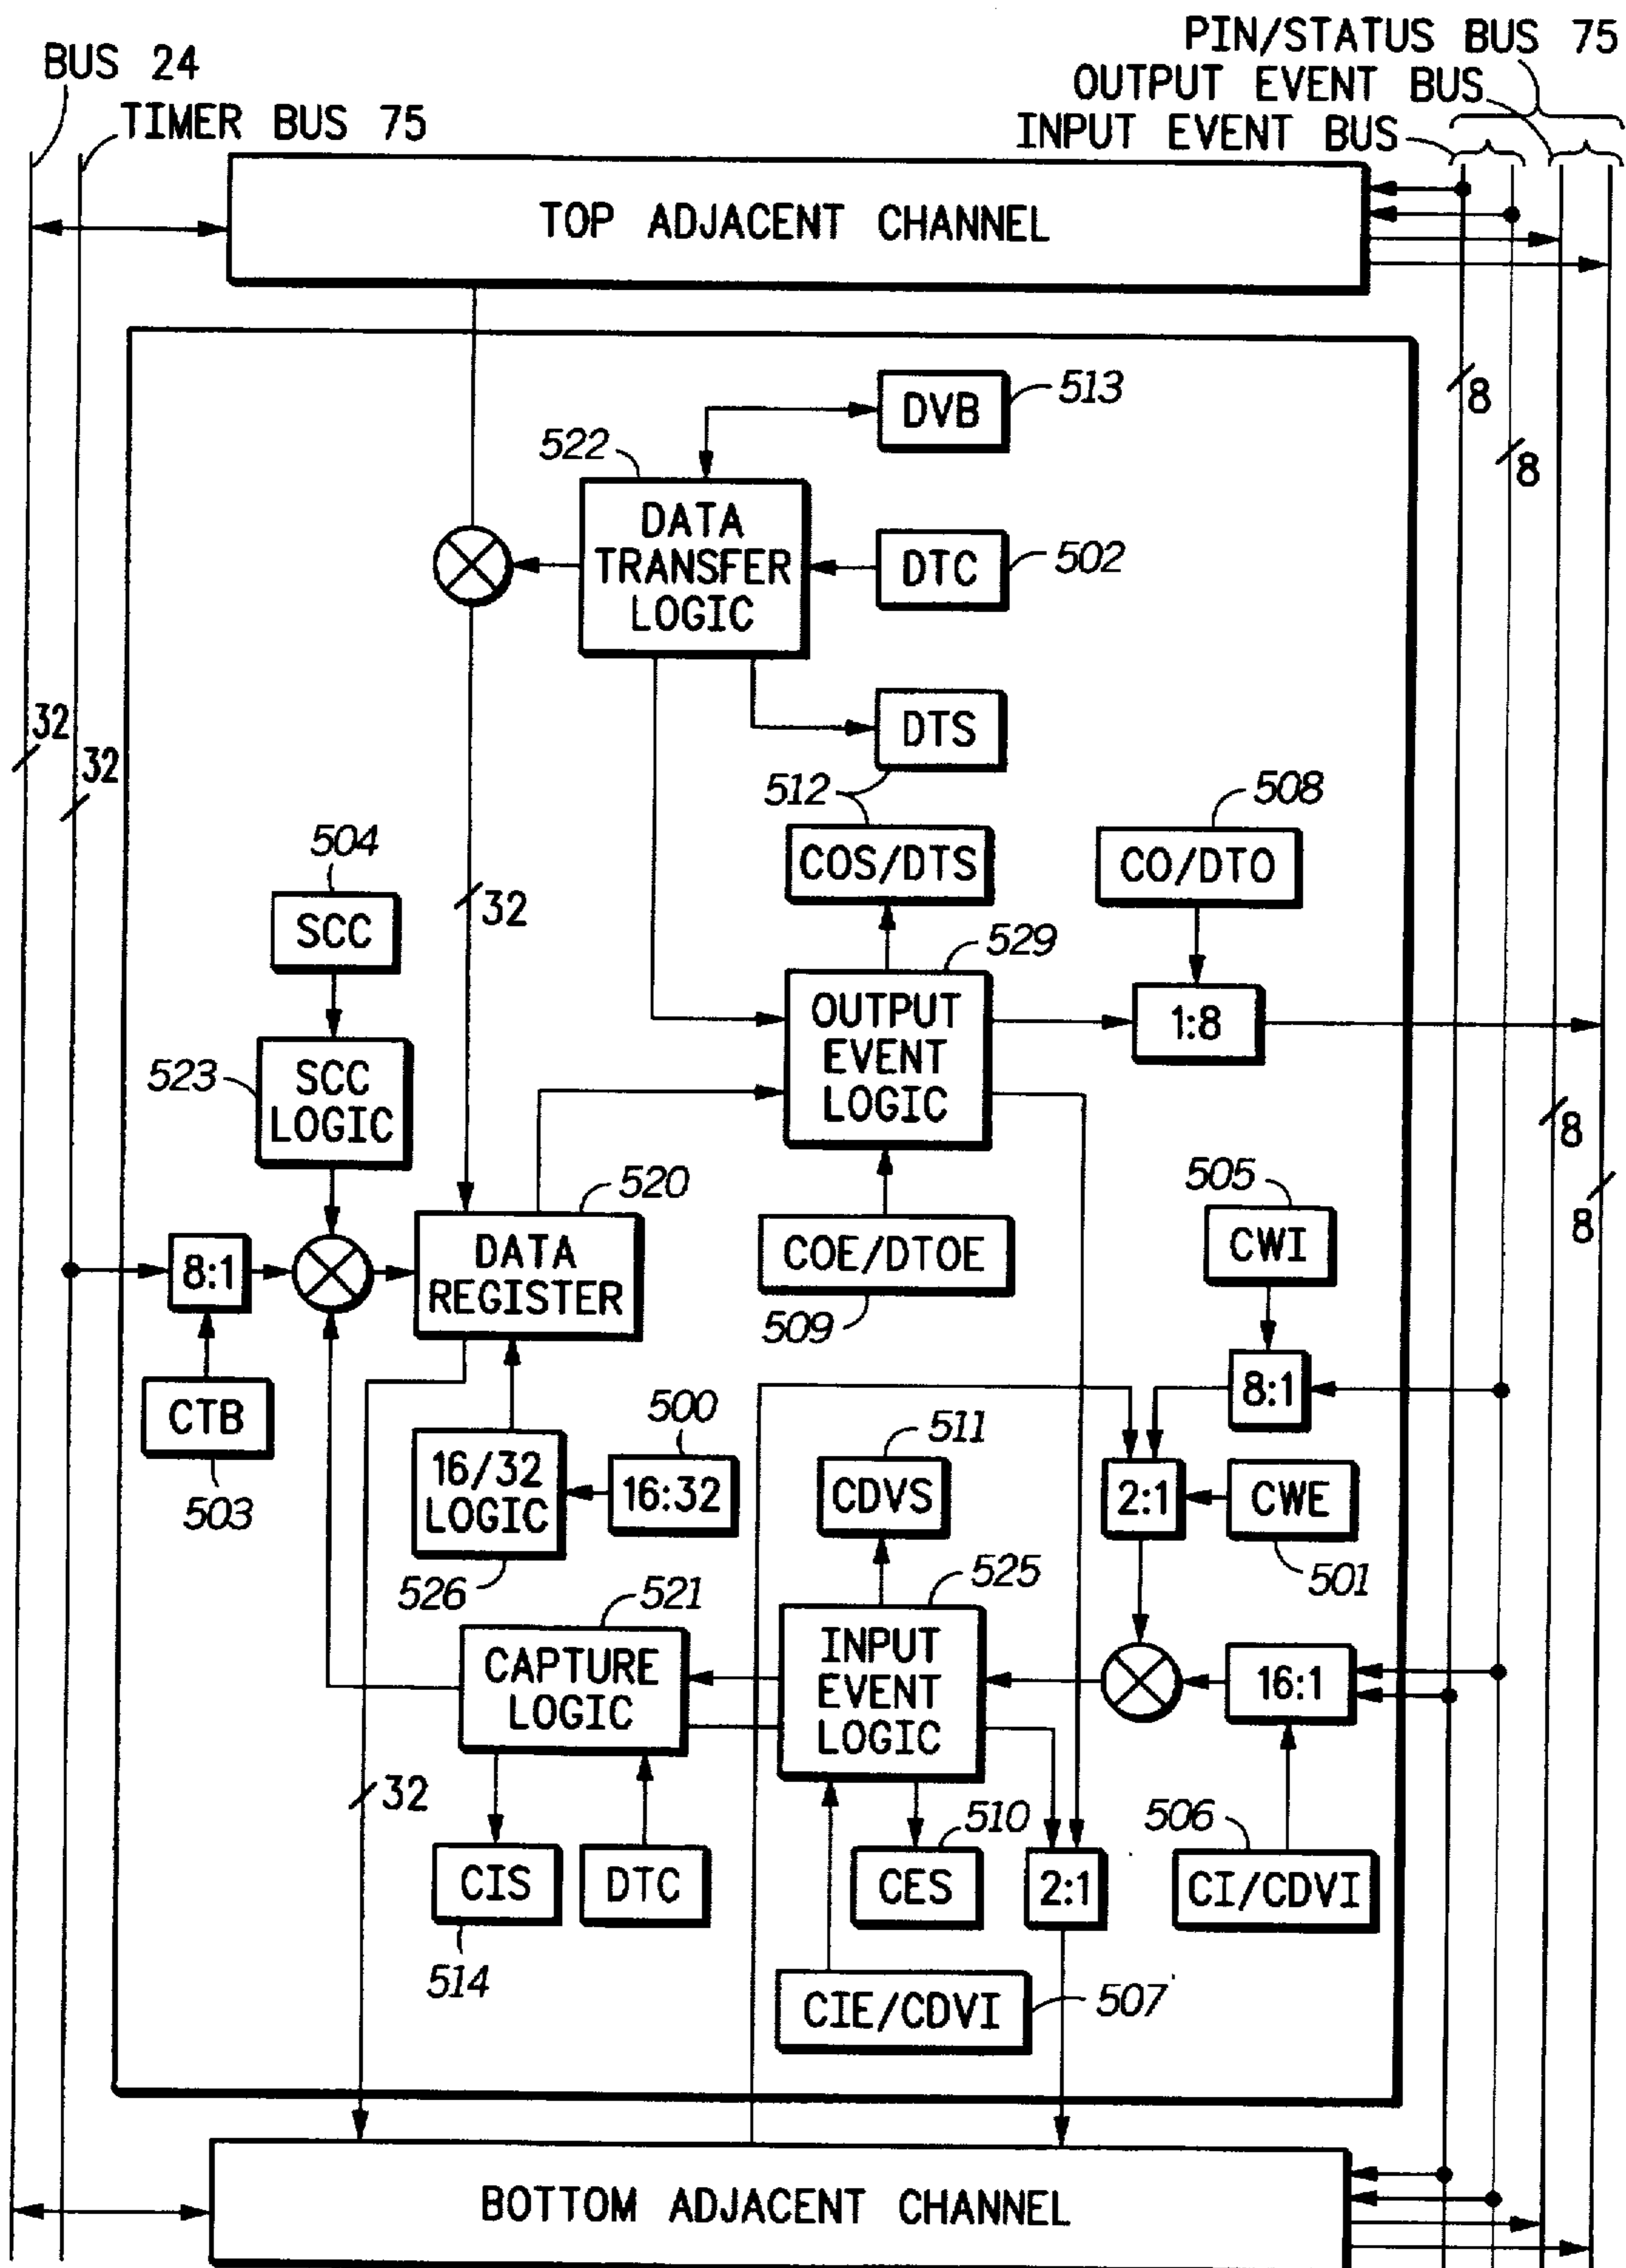 PIN/STATUS BUS 75
BUS 24
OUTPUT EVENT BUS
TIMER BUS 75
INPUT EVENT BUS
TOP ADJACENT CHANNEL
DVB
513
8
522
8
DATA
TRANSFER
LOGIC
DTC
502
32
32
DTS
512
508
504
COS/DTS
CO/DTO
SCC
32
529
OUTPUT
EVENT
LOGIC
1:8
523
SCC
LOGIC
8
520
505
8
8:1
DATA
REGISTER
COE/DTOE
CWI
509
CTB
503
500
8:1
16/32
LOGIC
16:32
511
CDVS
2:1
CWE
526
501
521
525
CAPTURE
LOGIC
INPUT
EVENT
LOGIC
16:1
32
510
506
CIS
DTC
CES
2:1
CI/CDVI
514
CIE/CDVI
507
BOTTOM ADJACENT CHANNEL